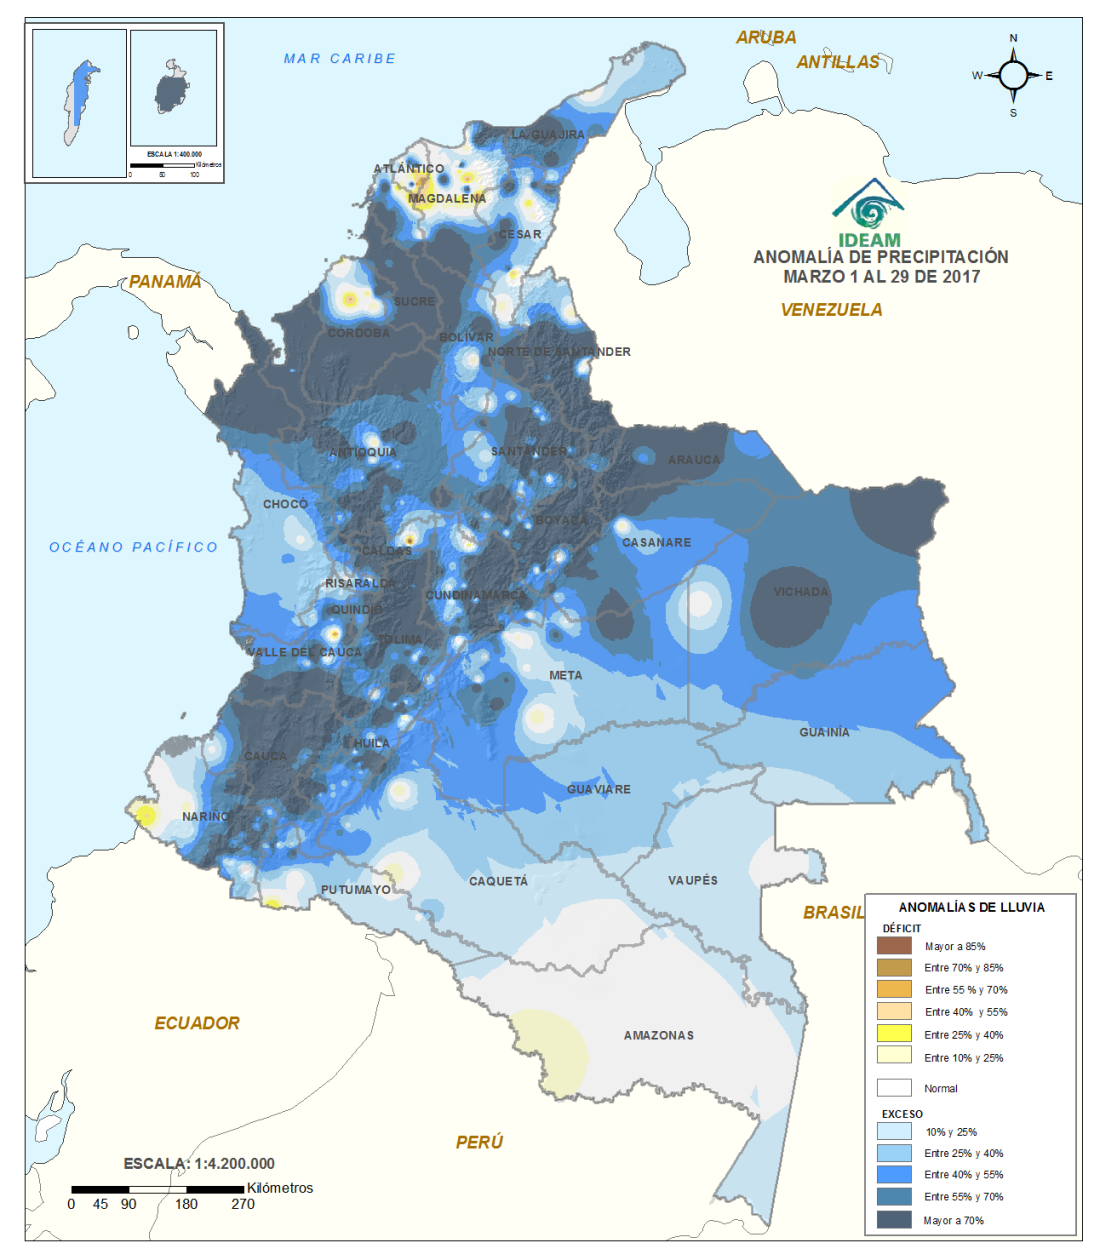 ARUBA
ANTILLAS
MAR CARIBE
N
W
E
S
ESCALA 1:400.000
Kilómetros
0 50 100
LA GUAJIRA
ATLÁNTICO
MAGDALENA
CESAR
IDEAM
ANOMALÍA DE PRECIPITACIÓN
MARZO 1 AL 29 DE 2017
PANAMÁ
VENEZUELA
SUCRE
CÓRDOBA
BOLÍVAR
NORTE DE SANTANDER
ANTIOQUIA
SANTANDER
ARAUCA
CHOCÓ
BOYACÁ
OCÉANO PACÍFICO
CASANARE
CALDAS
RISARALDA
CUNDINAMARCA
VICHADA
QUINDIO
TOLIMA
VALLE DEL CAUCA
META
GUAINÍA
HUILA
CAUCA
GUAVIARE
NARIÑO
CAQUETÁ
VAUPÉS
PUTUMAYO
BRASIL
ECUADOR
AMAZONAS
PERÚ
ESCALA: 1:4.200.000
Kilómetros
0 45 90 180 270
ANOMALÍAS DE LLUVIA
DÉFICIT
Mayor a 85%
Entre 70% y 85%
Entre 55 % y 70%
Entre 40% y 55%
Entre 25% y 40%
Entre 10% y 25%
Normal
EXCESO
10% y 25%
Entre 25% y 40%
Entre 40% y 55%
Entre 55% y 70%
Mayor a 70%